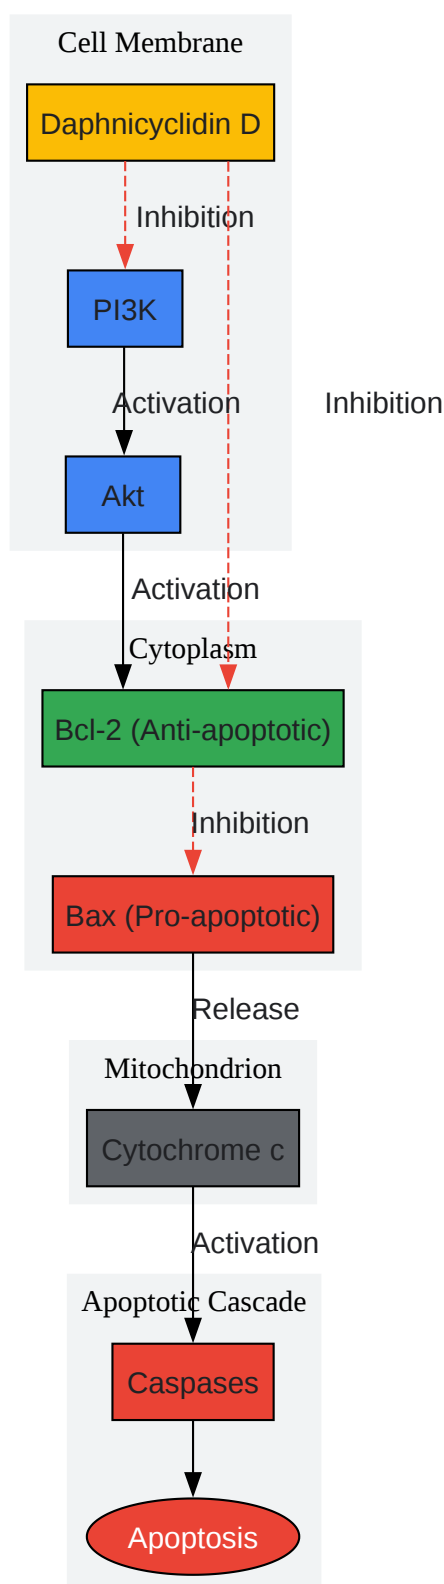 Cell Membrane
Daphnicyclidin D
Inhibition
PI3K
Activation
Inhibition
Akt
Activation
Cytoplasm
Bcl-2 (Anti-apoptotic)
Inhibition
Bax (Pro-apoptotic)
Release
Mitochondrion
Cytochrome c
Activation
Apoptotic Cascade
Caspases
Apoptosis